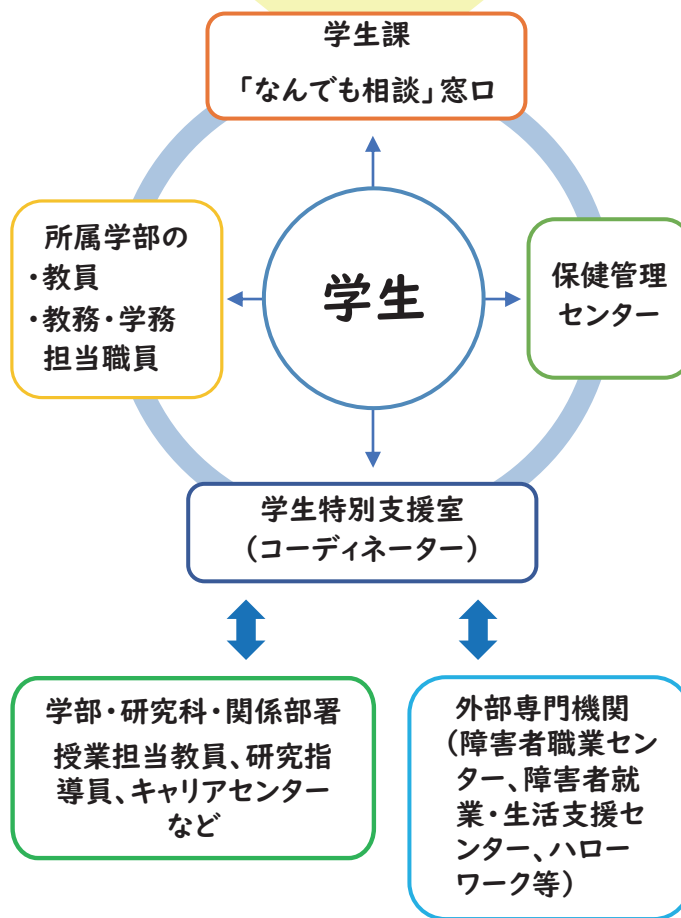 学生課
「なんでも相談」窓口
所属学部の
・教員
・教務・学務
担当職員
学生
保健管理
センター
学生特別支援室
(コーディネーター)
学部・研究科・関係部署
授業担当教員、研究指
導員、キャリアセンター
など
外部専門機関
(障害者職業セン
ター、障害者就
業・生活支援セ
ンター、ハロー
ワーク等)